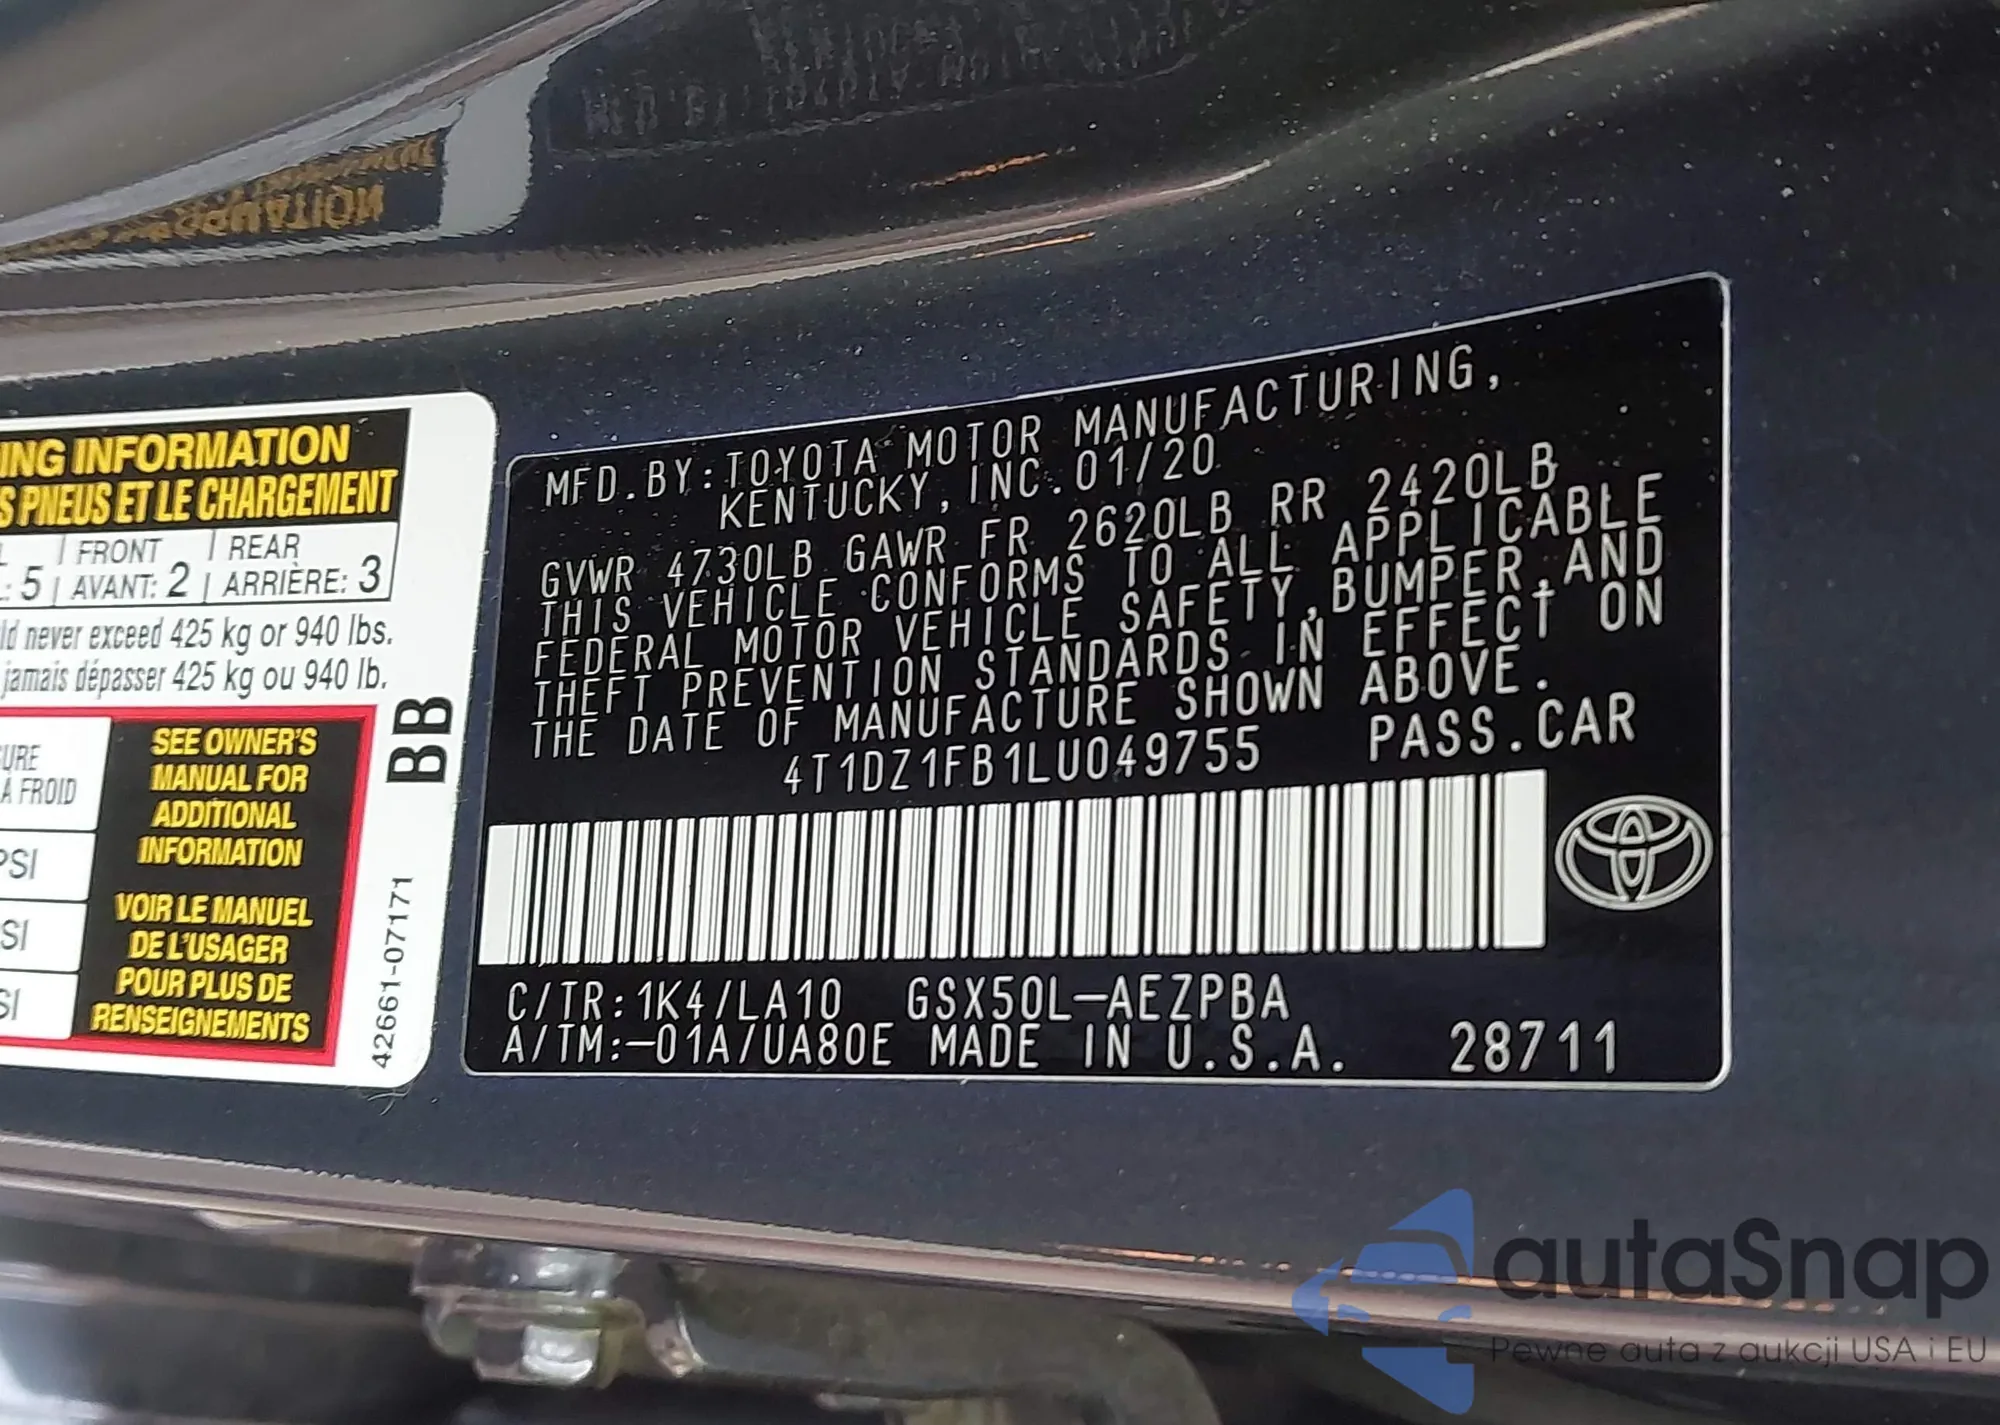 ING INFORMATION
S PNEUS ET LE CHARGEMENT
FRONT REAR
: 5 AVANT: 2 ARRIÈRE: 3
ld never exceed 425 kg or 940 lbs.
jamais dépasser 425 kg ou 940 lb.
URE
À FROID
PSI
SI
SI
SEE OWNER'S
MANUAL FOR
ADDITIONAL
INFORMATION
VOIR LE MANUEL
DE L'USAGER
POUR PLUS DE
RENSEIGNEMENTS
BB
42661-07171
MFD.BY:TOYOTA MOTOR MANUFACTURING,
KENTUCKY,INC.01/20
GVWR 4730LB GAWR FR 2620LB RR 2420LB
THIS VEHICLE CONFORMS TO ALL APPLICABLE
FEDERAL MOTOR VEHICLE SAFETY,BUMPER,AND
THEFT PREVENTION STANDARDS IN EFFECT ON
THE DATE OF MANUFACTURE SHOWN ABOVE.
4T1DZ1FB1LU049755 PASS.CAR
C/TR:1K4/LA10 GSX50L-AEZPBA
A/TM:-01A/UA80E MADE IN U.S.A. 28711
autaSnap
Pewne auta z aukcji USA i EU